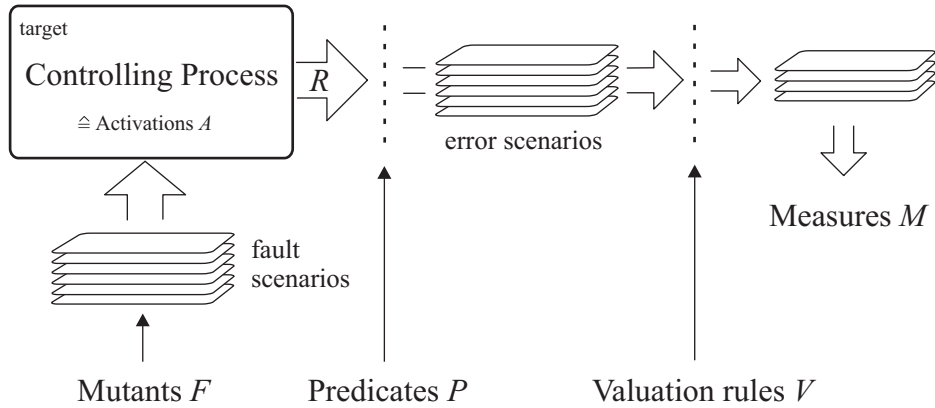 target
Controlling Process
≙ Activations A
R
error scenarios
Measures M
fault
scenarios
Mutants F
Predicates P
Valuation rules V